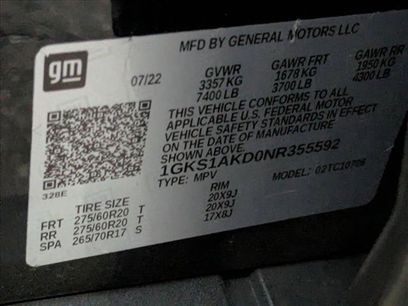 gm
MFD BY GENERAL MOTORS LLC
07/22 GVWR GAWR FRT GAWR RR
3357 KG 1678 KG 1950 KG
7400 LB 3700 LB 4300 LB
THIS VEHICLE CONFORMS TO ALL
APPLICABLE U.S. FEDERAL MOTOR
VEHICLE SAFETY STANDARDS IN EFFECT
ON THE DATE OF MANUFACTURE
SHOWN ABOVE.
1GKS1AKD0NR355592
TYPE: MPV MODEL: 02TC10706
328E
TIRE SIZE RIM
FRT 275/60R20 T 20X9J
RR 275/60R20 T 20X9J
SPA 265/70R17 S 17X8J